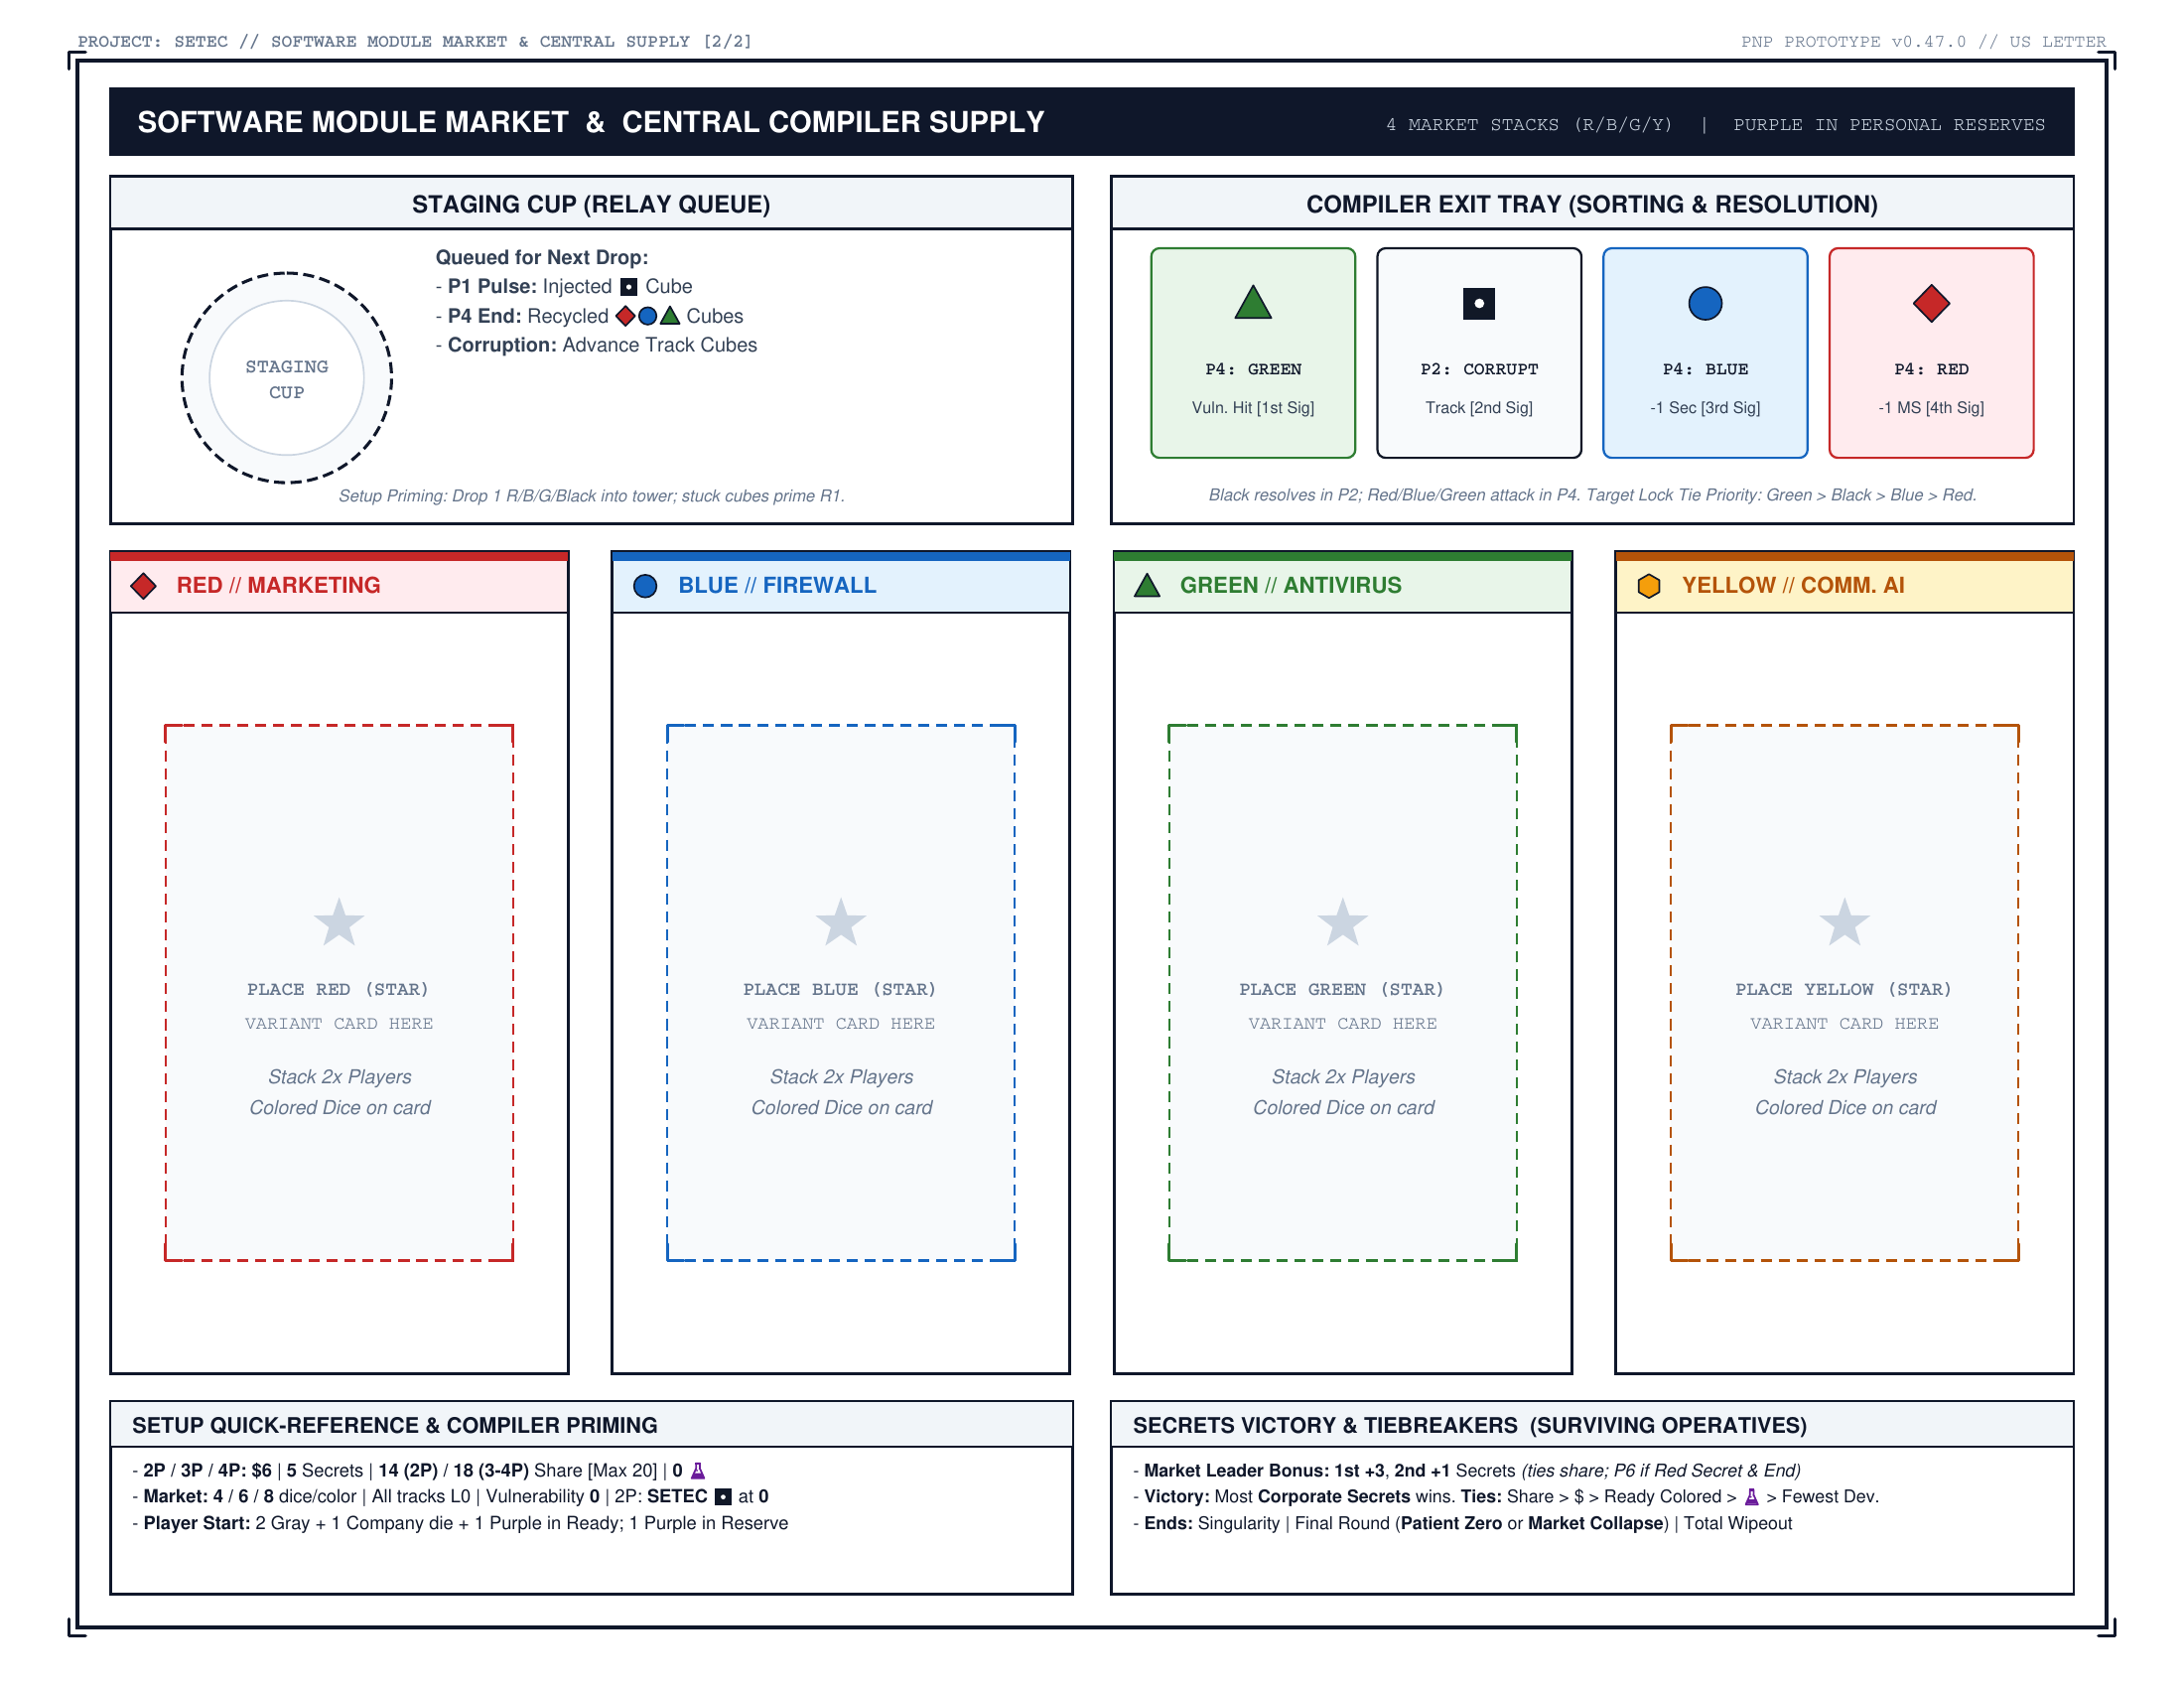 PROJECT: SETEC // SOFTWARE MODULE MARKET & CENTRAL SUPPLY [2/2]
PNP PROTOTYPE v0.47.0 // US LETTER
SOFTWARE MODULE MARKET & CENTRAL COMPILER SUPPLY
4 MARKET STACKS (R/B/G/Y) | PURPLE IN PERSONAL RESERVES
STAGING CUP (RELAY QUEUE)
STAGING
CUP
Queued for Next Drop:
- P1 Pulse: Injected Cube
- P4 End: Recycled Cubes
- Corruption: Advance Track Cubes
Setup Priming: Drop 1 R/B/G/Black into tower; stuck cubes prime R1.
COMPILER EXIT TRAY (SORTING & RESOLUTION)
P4: GREEN
Vuln. Hit [1st Sig]
P2: CORRUPT
Track [2nd Sig]
P4: BLUE
-1 Sec [3rd Sig]
P4: RED
-1 MS [4th Sig]
Black resolves in P2; Red/Blue/Green attack in P4. Target Lock Tie Priority: Green > Black > Blue > Red.
RED // MARKETING
PLACE RED (STAR)
VARIANT CARD HERE
Stack 2x Players
Colored Dice on card
BLUE // FIREWALL
PLACE BLUE (STAR)
VARIANT CARD HERE
Stack 2x Players
Colored Dice on card
GREEN // ANTIVIRUS
PLACE GREEN (STAR)
VARIANT CARD HERE
Stack 2x Players
Colored Dice on card
YELLOW // COMM. AI
PLACE YELLOW (STAR)
VARIANT CARD HERE
Stack 2x Players
Colored Dice on card
SETUP QUICK-REFERENCE & COMPILER PRIMING
- 2P / 3P / 4P: $6 | 5 Secrets | 14 (2P) / 18 (3-4P) Share [Max 20] | 0
- Market: 4 / 6 / 8 dice/color | All tracks L0 | Vulnerability 0 | 2P: SETEC at 0
- Player Start: 2 Gray + 1 Company die + 1 Purple in Ready; 1 Purple in Reserve
SECRETS VICTORY & TIEBREAKERS (SURVIVING OPERATIVES)
- Market Leader Bonus: 1st +3, 2nd +1 Secrets (ties share; P6 if Red Secret & End)
- Victory: Most Corporate Secrets wins. Ties: Share > $ > Ready Colored > > Fewest Dev.
- Ends: Singularity | Final Round (Patient Zero or Market Collapse) | Total Wipeout